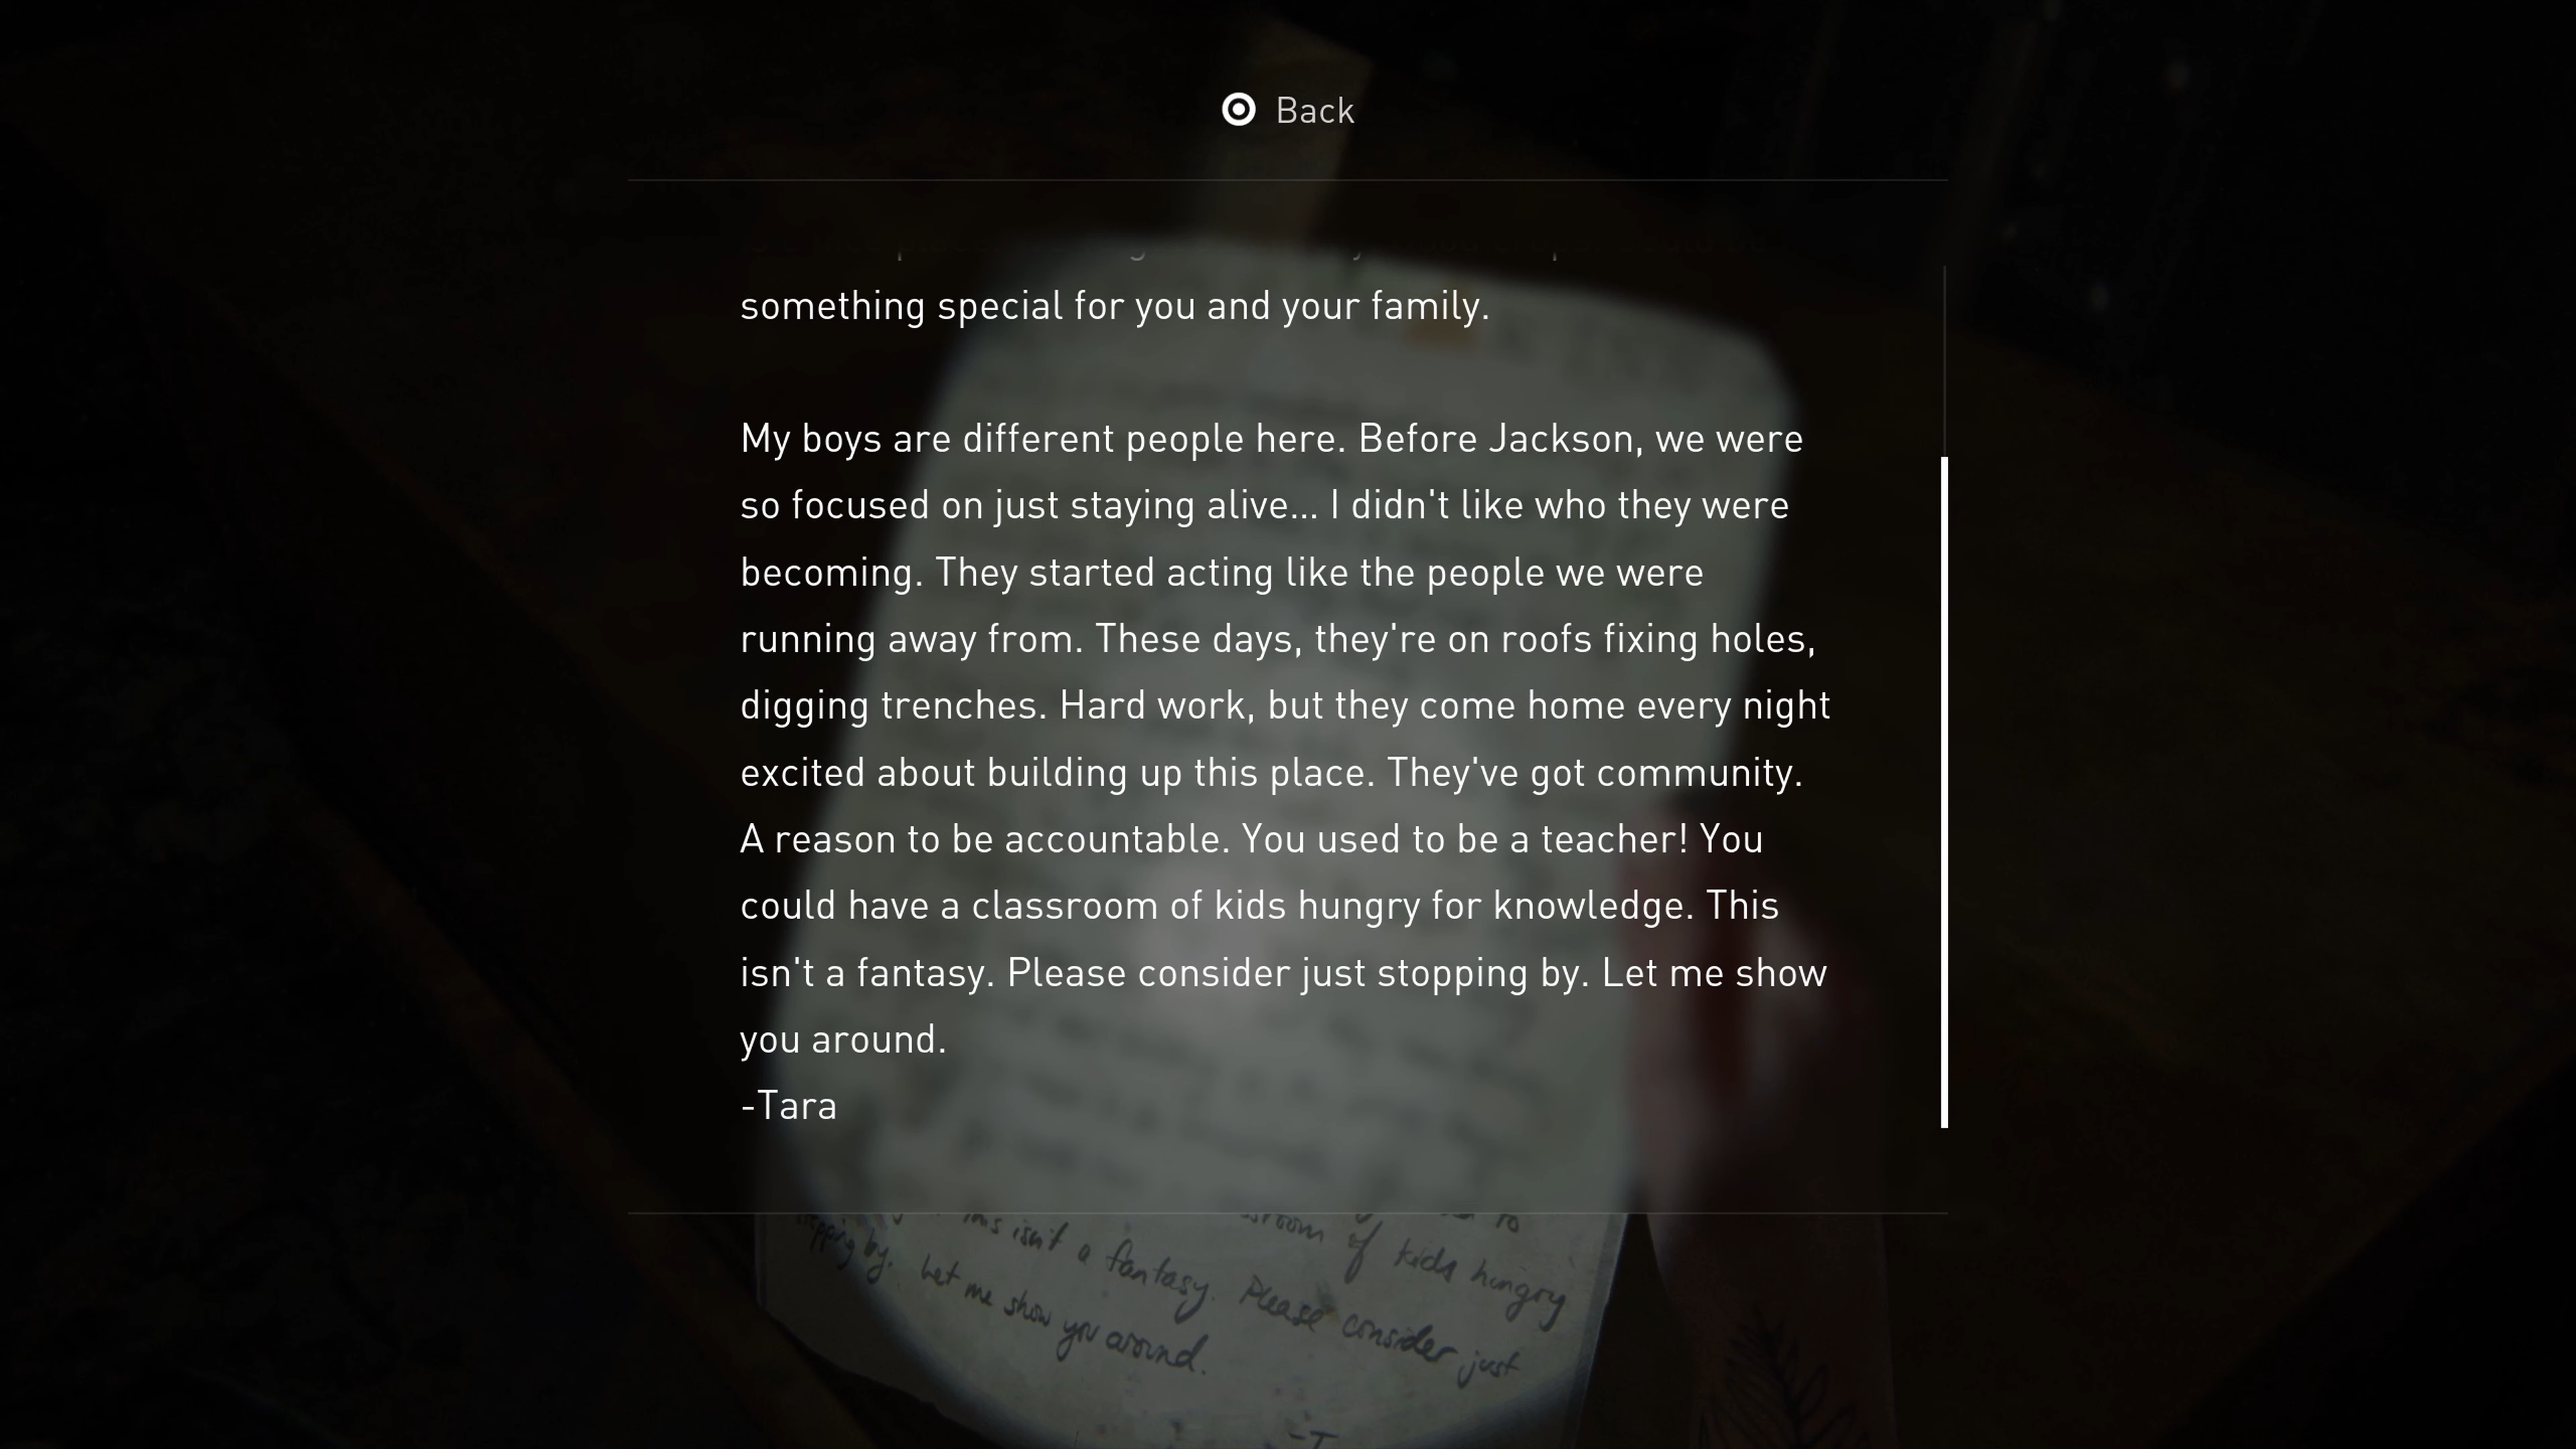 Back
something special for you and your family.
My boys are different people here. Before Jackson, we were
so focused on just staying alive... I didn't like who they were
becoming. They started acting like the people we were
running away from. These days, they're on roofs fixing holes,
digging trenches. Hard work, but they come home every night
excited about building up this place. They've got community.
A reason to be accountable. You used to be a teacher! You
could have a classroom of kids hungry for knowledge. This
isn't a fantasy. Please consider just stopping by. Let me show
you around.
-Tara
to
This isn't a fantasy. of kids hungry
by. Let me show you around. Please consider just
-T